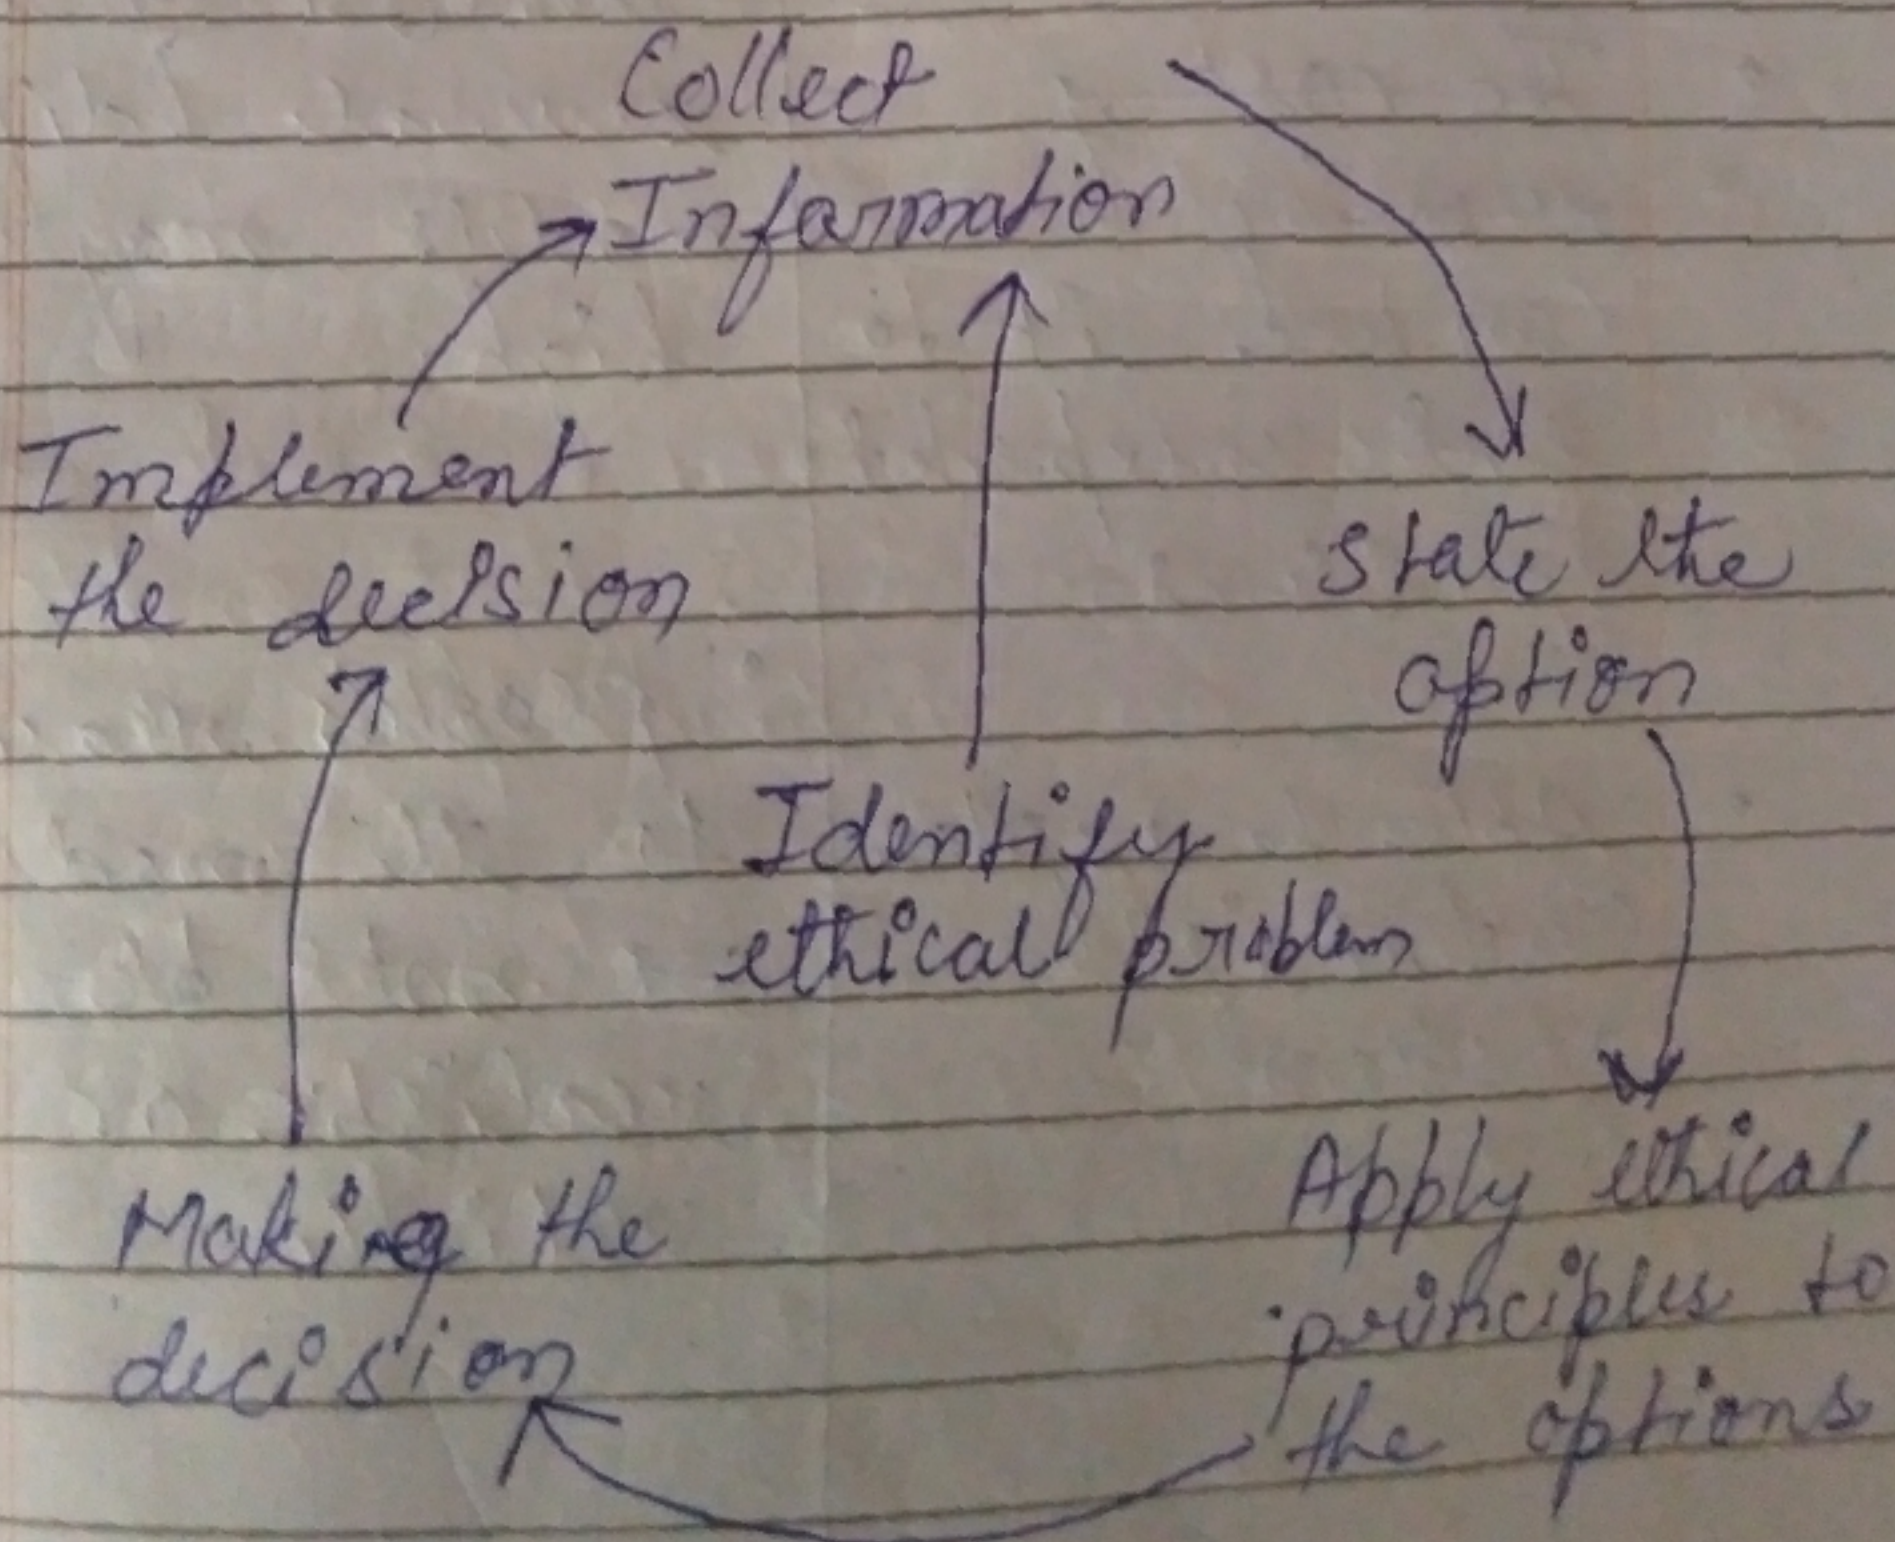 Collect
Information
Implement
the decision
State the
option
Identify
ethical problem
Making the
decision
Apply ethical
principles to
the options